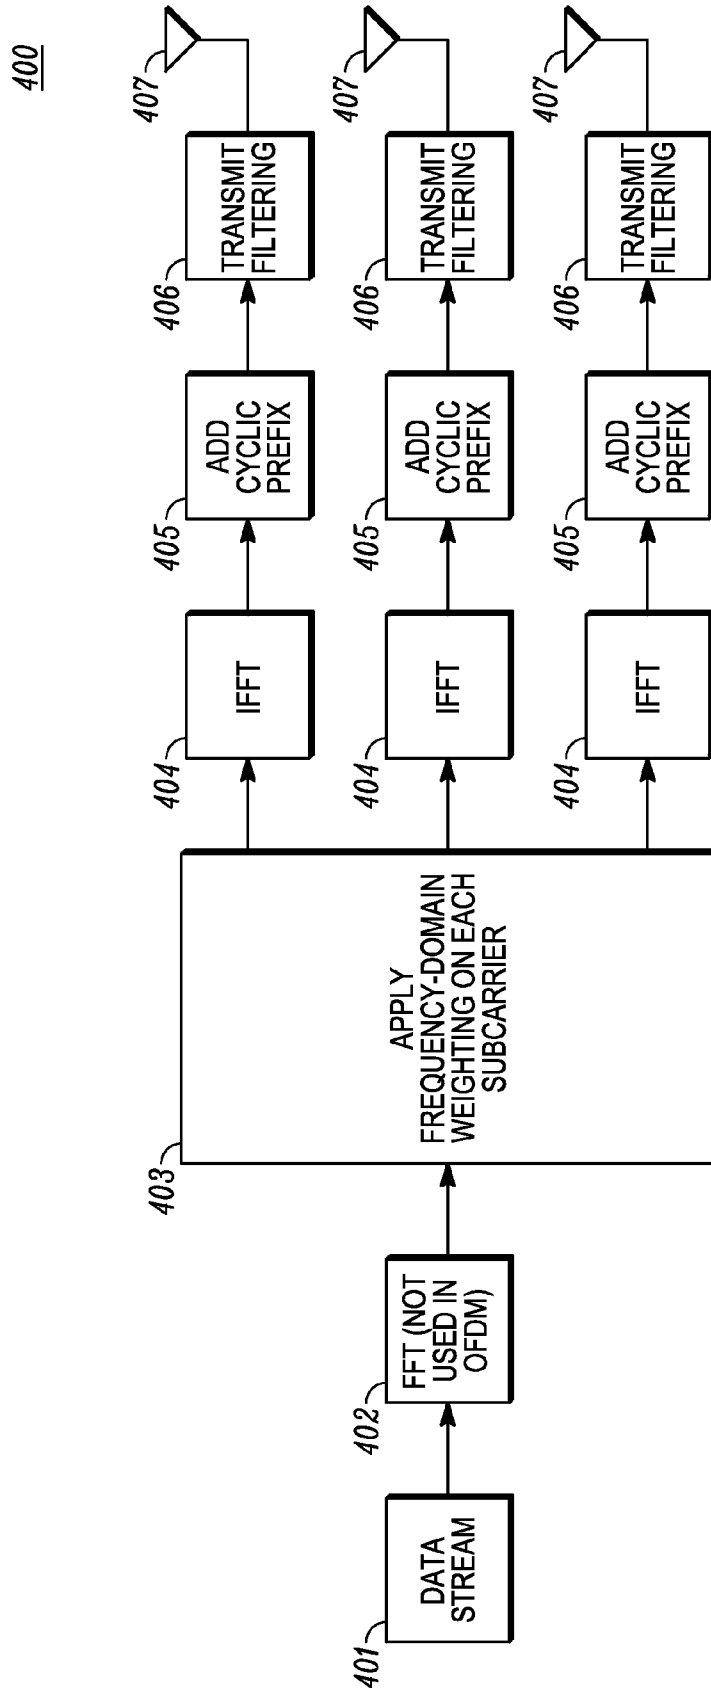 400
407
407
407
TRANSMIT
FILTERING
406
TRANSMIT
FILTERING
406
TRANSMIT
FILTERING
406
ADD
CYCLIC
PREFIX
405
ADD
CYCLIC
PREFIX
405
ADD
CYCLIC
PREFIX
405
IFFT
404
IFFT
404
IFFT
404
APPLY
FREQUENCY-DOMAIN
WEIGHTING ON EACH
SUBCARRIER
403
FFT (NOT
USED IN
OFDM)
402
DATA
STREAM
401